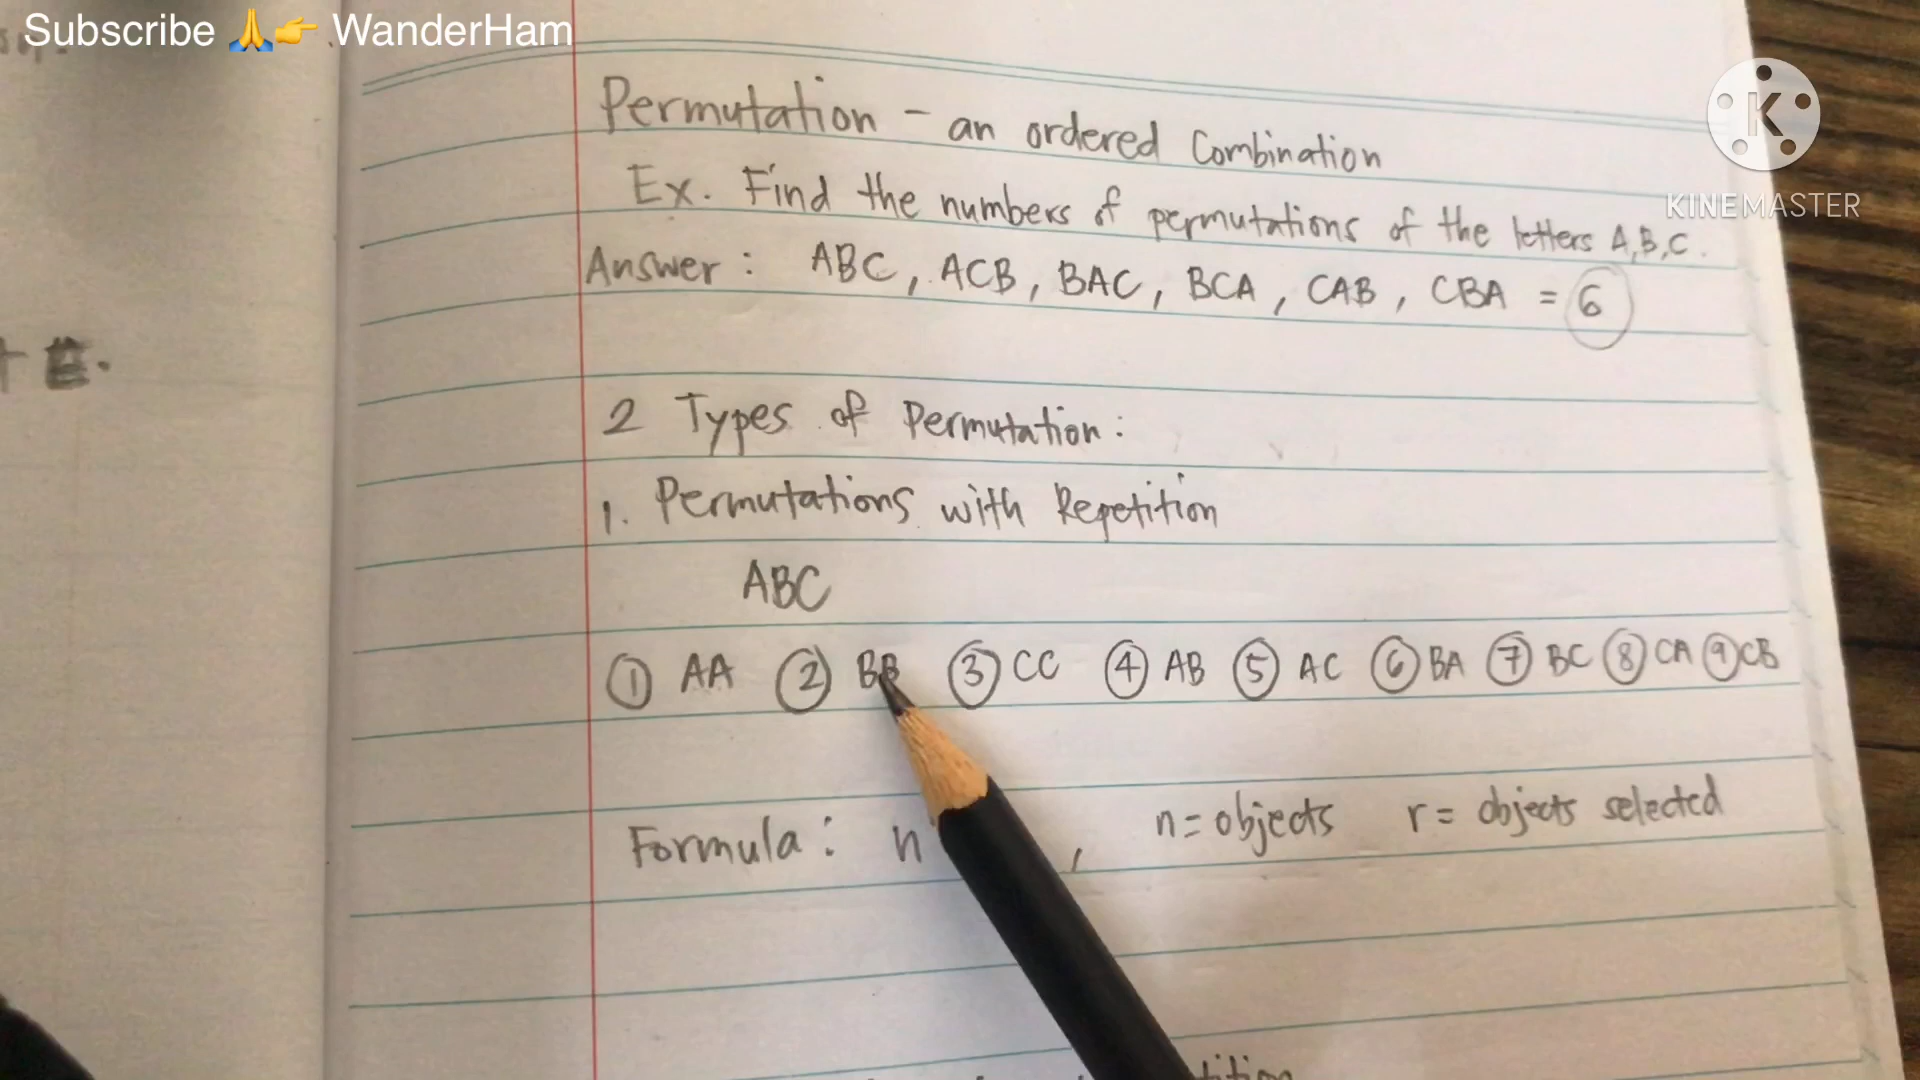 Subscribe 🙏👉 WanderHam
K
KINEMASTER
Permutation - an ordered Combination
Ex. Find the numbers of permutations of the letters A,B,C.
Answer : ABC, ACB, BAC, BCA, CAB, CBA = 6
2 Types of Permutation:
1. Permutations with Repetition
ABC
① AA ② BB ③ CC ④ AB ⑤ AC ⑥ BA ⑦ BC ⑧ CA ⑨ CB
Formula : n , n = objects r = objects selected